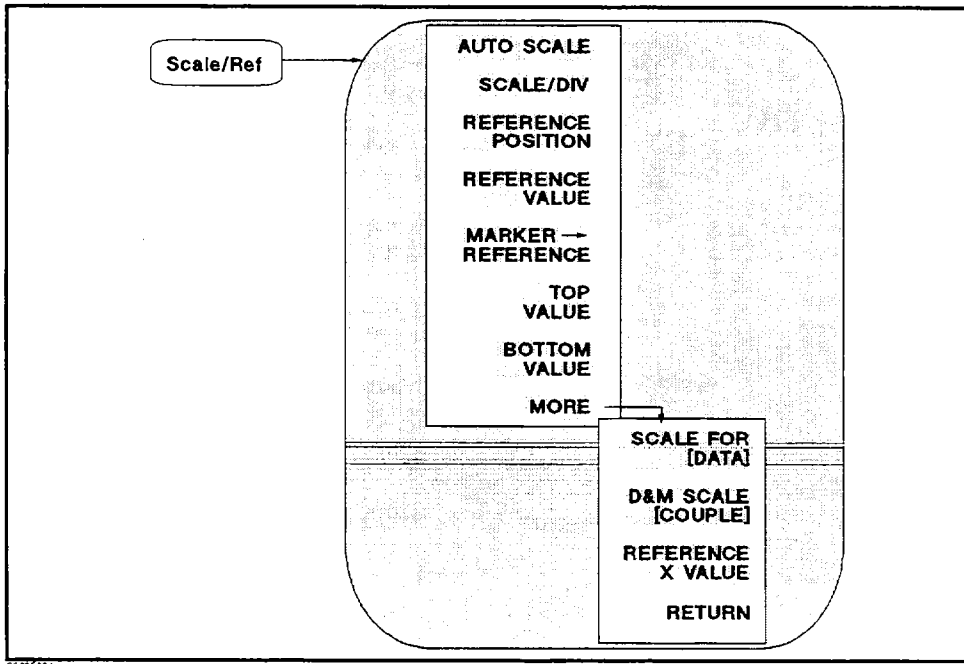 Scale/Ref
AUTO SCALE
SCALE/DIV
REFERENCE
POSITION
REFERENCE
VALUE
MARKER →
REFERENCE
TOP
VALUE
BOTTOM
VALUE
MORE
SCALE FOR
[DATA]
D&M SCALE
[COUPLE]
REFERENCE
X VALUE
RETURN